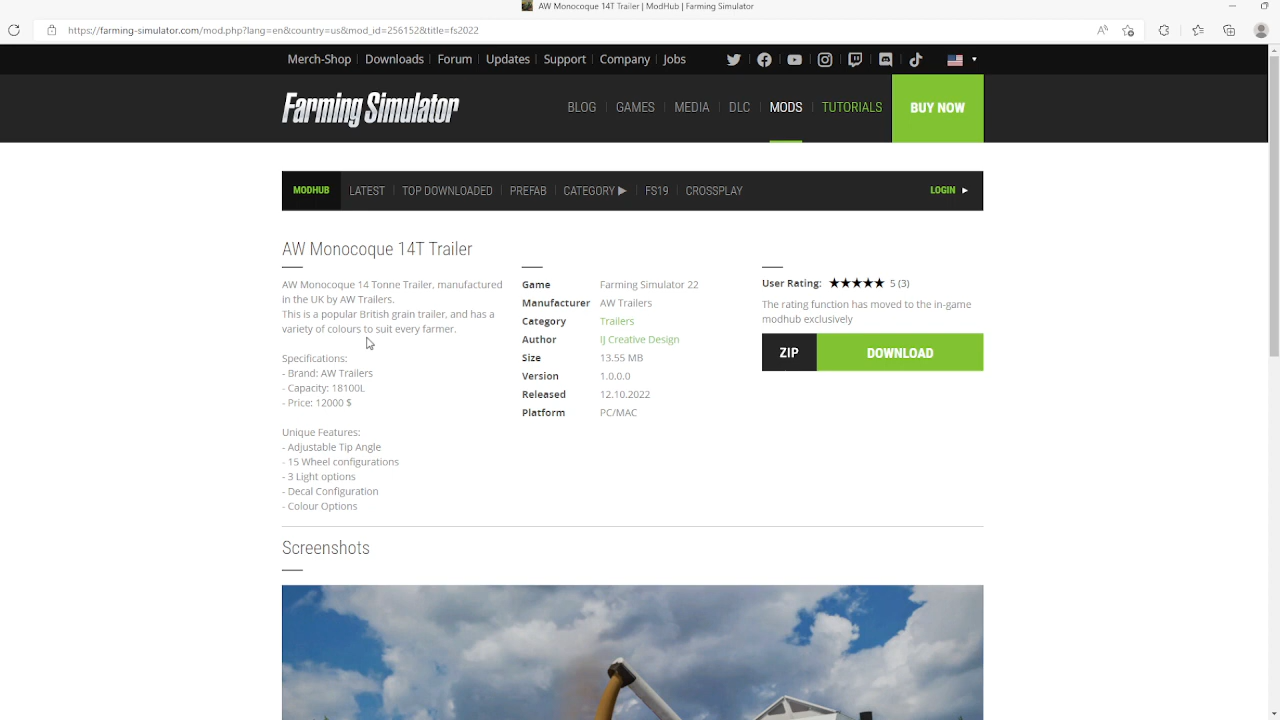 AW Monocoque 14T Trailer | ModHub | Farming Simulator
https://farming-simulator.com/mod.php?lang=en&country=us&mod_id=256152&title=fs2022
Merch-Shop Downloads Forum Updates Support Company Jobs
Farming Simulator
BLOG GAMES MEDIA DLC MODS TUTORIALS BUY NOW
MODHUB LATEST TOP DOWNLOADED PREFAB CATEGORY ▶ FS19 CROSSPLAY LOGIN ▶
AW Monocoque 14T Trailer
AW Monocoque 14 Tonne Trailer, manufactured
in the UK by AW Trailers.
This is a popular British grain trailer, and has a
variety of colours to suit every farmer.
Specifications:
- Brand: AW Trailers
- Capacity: 18100L
- Price: 12000 $
Unique Features:
- Adjustable Tip Angle
- 15 Wheel configurations
- 3 Light options
- Decal Configuration
- Colour Options
Game Farming Simulator 22
Manufacturer AW Trailers
Category Trailers
Author IJ Creative Design
Size 13.55 MB
Version 1.0.0.0
Released 12.10.2022
Platform PC/MAC
User Rating: ★★★★★ 5 (3)
The rating function has moved to the in-game
modhub exclusively
ZIP DOWNLOAD
Screenshots